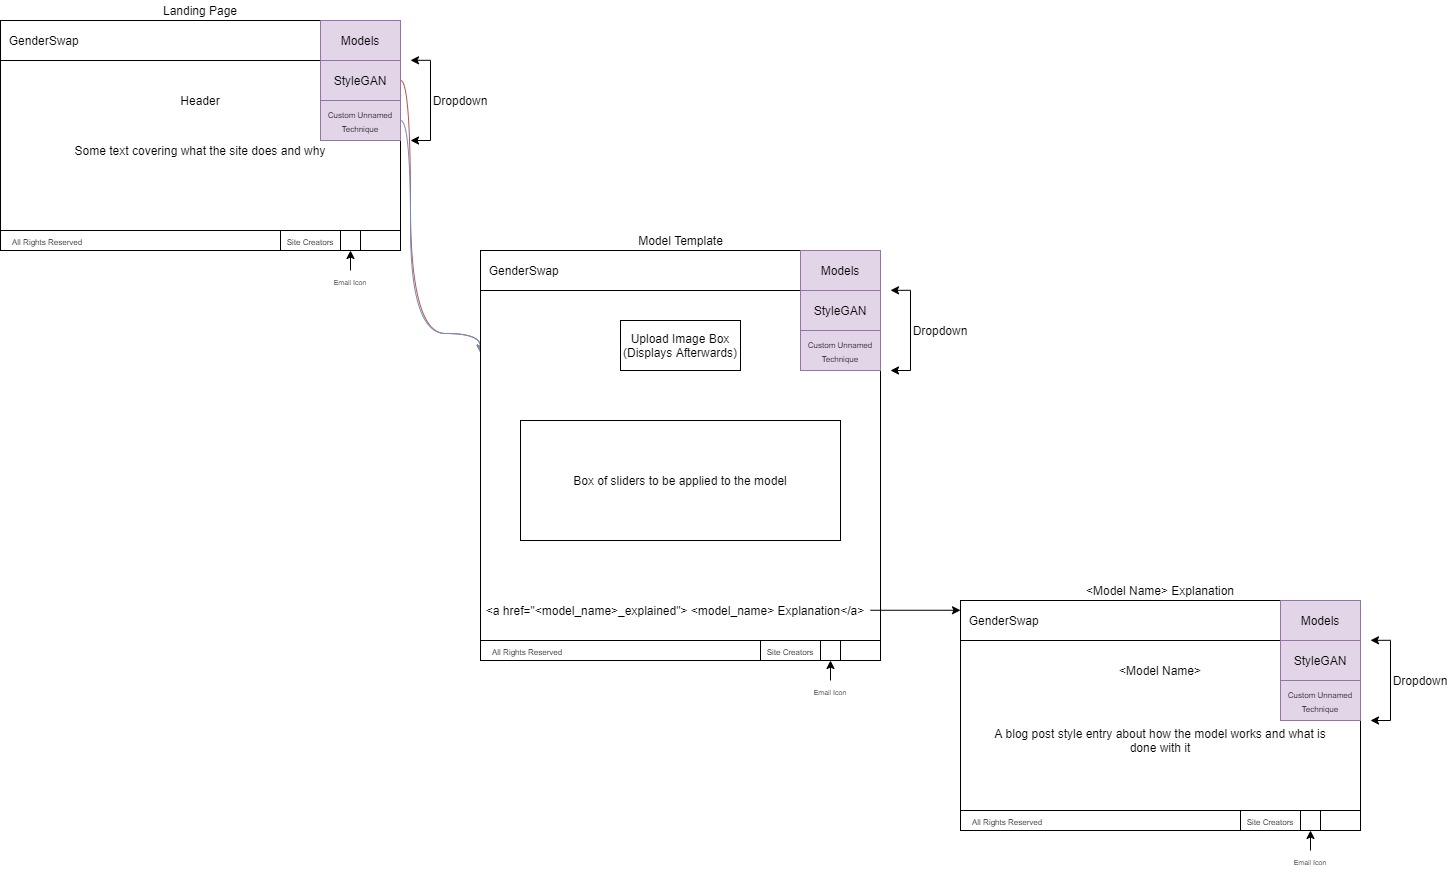 Landing Page
GenderSwap
Models
StyleGAN
Custom Unnamed
Technique
Dropdown
Header
Some text covering what the site does and why
All Rights Reserved
Site Creators
Email Icon
Model Template
GenderSwap
Models
StyleGAN
Custom Unnamed
Technique
Dropdown
Upload Image Box
(Displays Afterwards)
Box of sliders to be applied to the model
<a href="<model_name>_explained"> <model_name> Explanation</a>
All Rights Reserved
Site Creators
Email Icon
<Model Name> Explanation
GenderSwap
Models
StyleGAN
Custom Unnamed
Technique
Dropdown
<Model Name>
A blog post style entry about how the model works and what is
done with it
All Rights Reserved
Site Creators
Email Icon